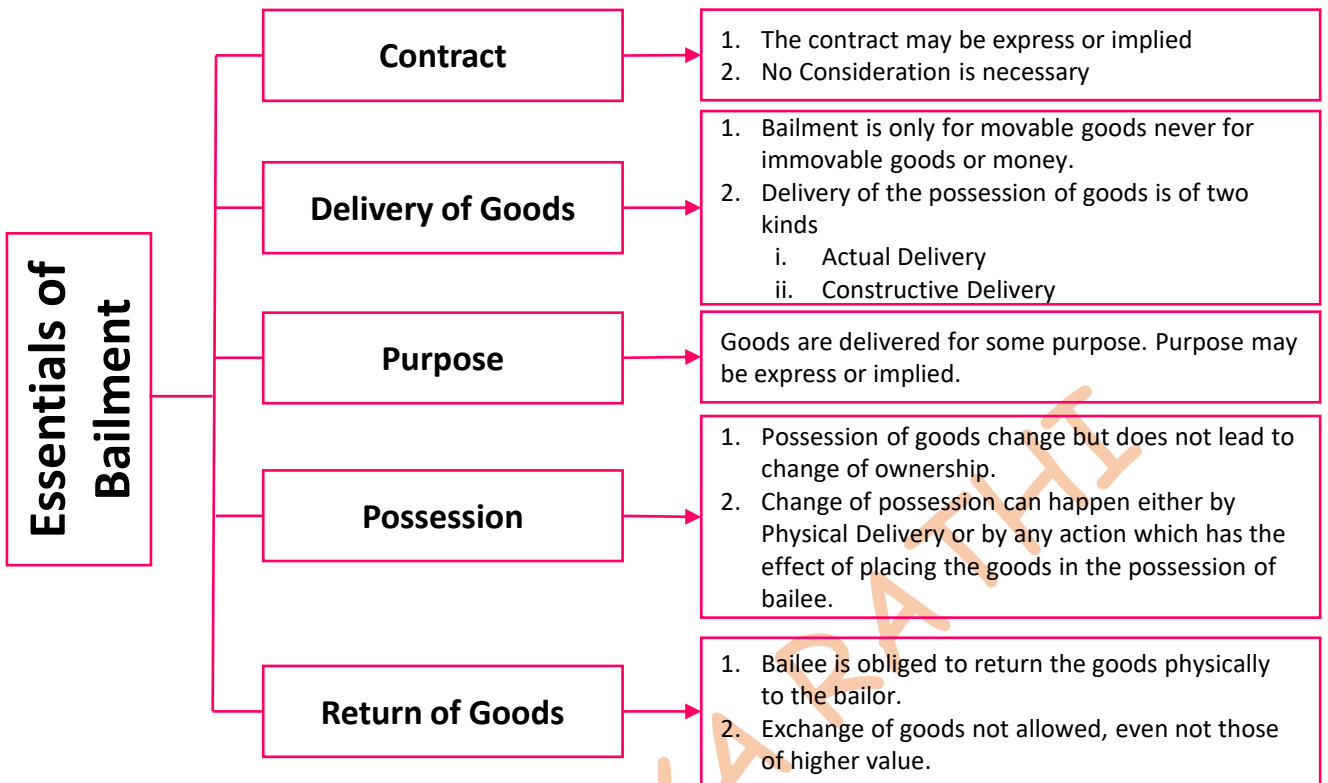 Essentials of
Bailment
Contract
1. The contract may be express or implied
2. No Consideration is necessary
Delivery of Goods
1. Bailment is only for movable goods never for
immovable goods or money.
2. Delivery of the possession of goods is of two
kinds
i. Actual Delivery
ii. Constructive Delivery
Purpose
Goods are delivered for some purpose. Purpose may
be express or implied.
Possession
1. Possession of goods change but does not lead to
change of ownership.
2. Change of possession can happen either by
Physical Delivery or by any action which has the
effect of placing the goods in the possession of
bailee.
Return of Goods
1. Bailee is obliged to return the goods physically
to the bailor.
2. Exchange of goods not allowed, even not those
of higher value.
RATHI